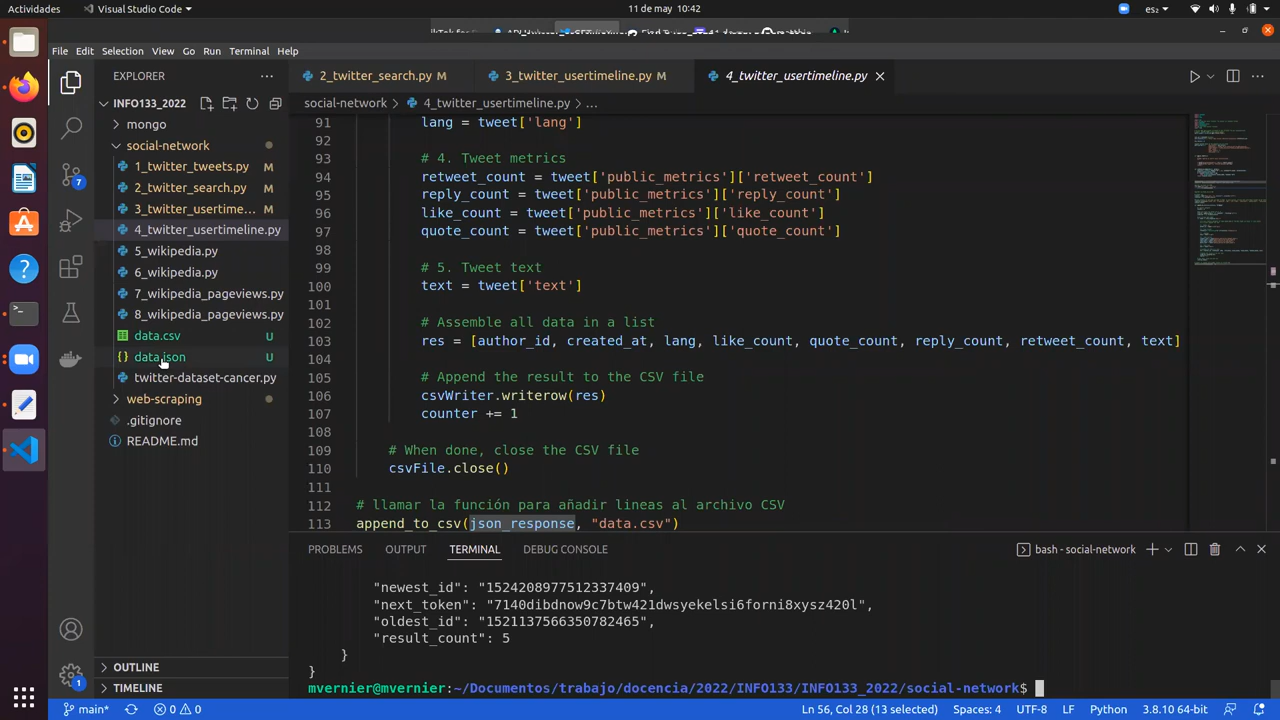 Actividades
Visual Studio Code
11 de may 10:42
es₂
File Edit Selection View Go Run Terminal Help
EXPLORER
INFO133_2022
mongo
social-network
1_twitter_tweets.py M
2_twitter_search.py M
3_twitter_usertime... M
4_twitter_usertimeline.py
5_wikipedia.py
6_wikipedia.py
7_wikipedia_pageviews.py
8_wikipedia_pageviews.py
data.csv U
data.json U
twitter-dataset-cancer.py
web-scraping
.gitignore
README.md
OUTLINE
TIMELINE
2_twitter_search.py M
3_twitter_usertimeline.py M
4_twitter_usertimeline.py
social-network > 4_twitter_usertimeline.py > ...
91 lang = tweet['lang']
92
93 # 4. Tweet metrics
94 retweet_count = tweet['public_metrics']['retweet_count']
95 reply_count = tweet['public_metrics']['reply_count']
96 like_count = tweet['public_metrics']['like_count']
97 quote_count = tweet['public_metrics']['quote_count']
98
99 # 5. Tweet text
100 text = tweet['text']
101
102 # Assemble all data in a list
103 res = [author_id, created_at, lang, like_count, quote_count, reply_count, retweet_count, text]
104
105 # Append the result to the CSV file
106 csvWriter.writerow(res)
107 counter += 1
108
109 # When done, close the CSV file
110 csvFile.close()
111
112 # llamar la función para añadir lineas al archivo CSV
113 append_to_csv(json_response, "data.csv")
PROBLEMS OUTPUT TERMINAL DEBUG CONSOLE
bash - social-network
"newest_id": "1524208977512337409",
"next_token": "7140dibdnow9c7btw421dwsyekelsi6forni8xysz420l",
"oldest_id": "1521137566350782465",
"result_count": 5
}
}
mvernier@mvernier:~/Documentos/trabajo/docencia/2022/INFO133/INFO133_2022/social-network$
7
1
main*
0 0
Ln 56, Col 28 (13 selected)
Spaces: 4
UTF-8
LF
Python
3.8.10 64-bit